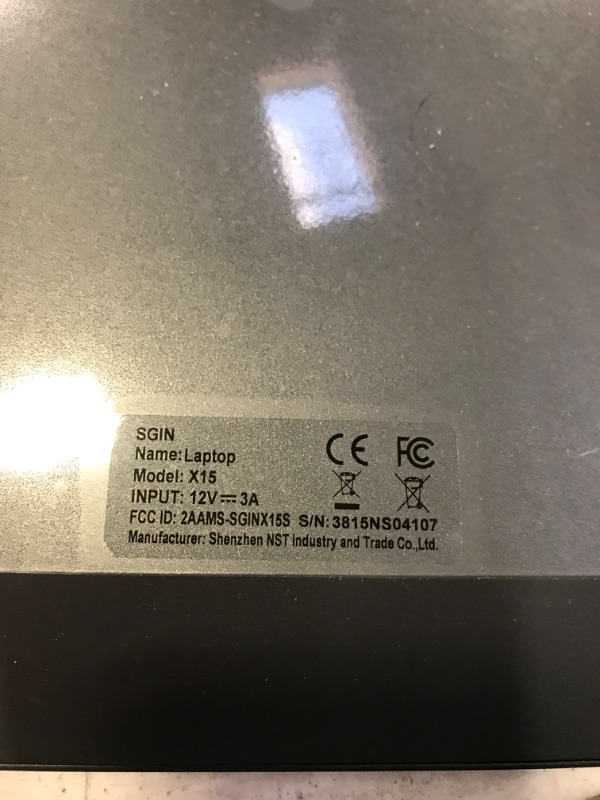 SGIN
Name: Laptop
Model: X15
INPUT: 12V⎓3A
FCC ID: 2AAMS-SGINX15S S/N: 3815NS04107
Manufacturer: Shenzhen NST Industry and Trade Co.,Ltd.
CE FC